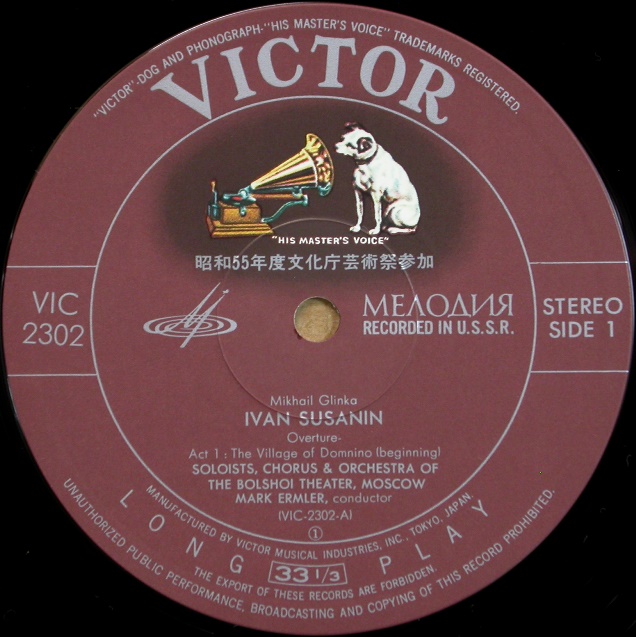 "VICTOR"-DOG AND PHONOGRAPH-"HIS MASTER'S VOICE" TRADEMARKS REGISTERED.
VICTOR
"HIS MASTER'S VOICE"
昭和55年度文化庁芸術祭参加
VIC
2302
МЕЛОДИЯ
RECORDED IN U.S.S.R.
STEREO
SIDE 1
Mikhail Glinka
IVAN SUSANIN
Overture-
Act 1 : The Village of Domnino (beginning)
SOLOISTS, CHORUS & ORCHESTRA OF
THE BOLSHOI THEATER, MOSCOW
MARK ERMLER, conductor
(VIC-2302-A)
①
MANUFACTURED BY VICTOR MUSICAL INDUSTRIES, INC., TOKYO, JAPAN.
LONG PLAY
33 1/3
THE EXPORT OF THESE RECORDS ARE FORBIDDEN.
UNAUTHORIZED PUBLIC PERFORMANCE, BROADCASTING AND COPYING OF THIS RECORD PROHIBITED.